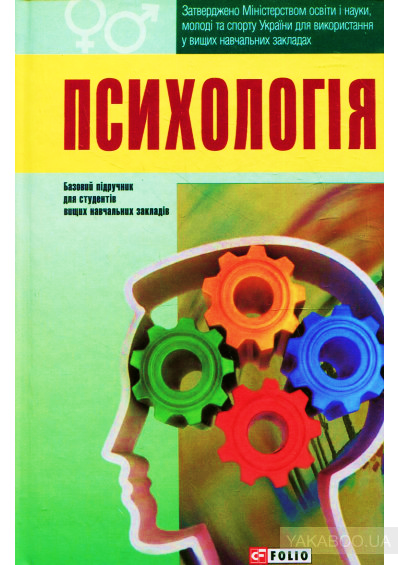 Затверджено Міністерством освіти і науки,
молоді та спорту України для використання
у вищих навчальних закладах
ПСИХОЛОГІЯ
Базовий підручник
для студентів
вищих навчальних закладів
FOLIO
YAKABOO.UA